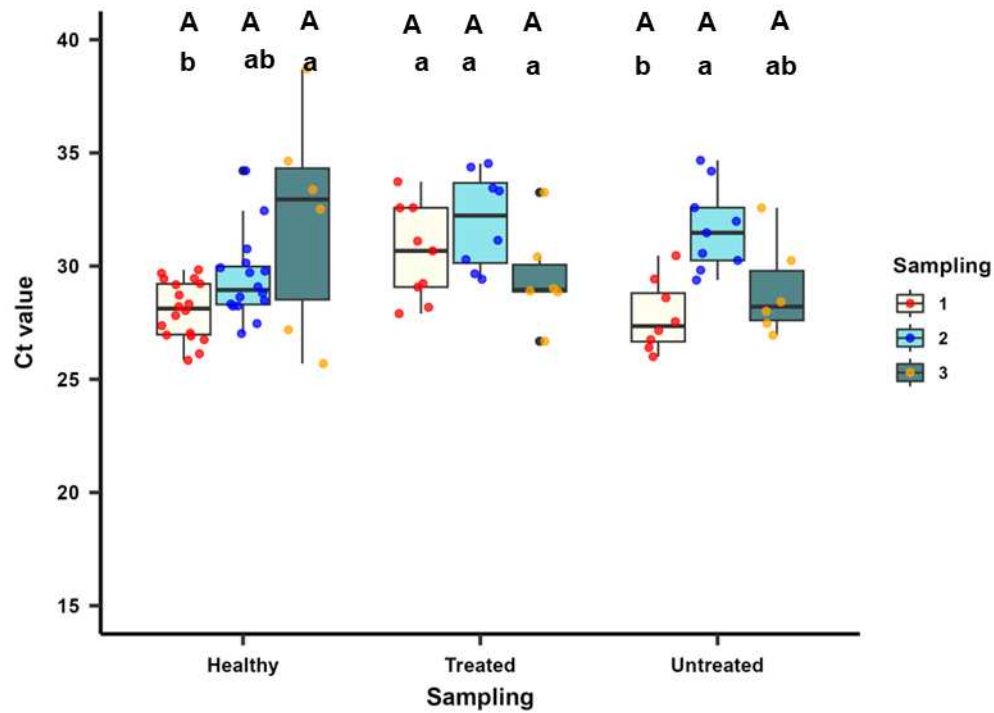 A A A A A A A A A
b ab a a a a b a ab
40
35
30
25
20
15
Ct value
Healthy Treated Untreated
Sampling
Sampling
1
2
3